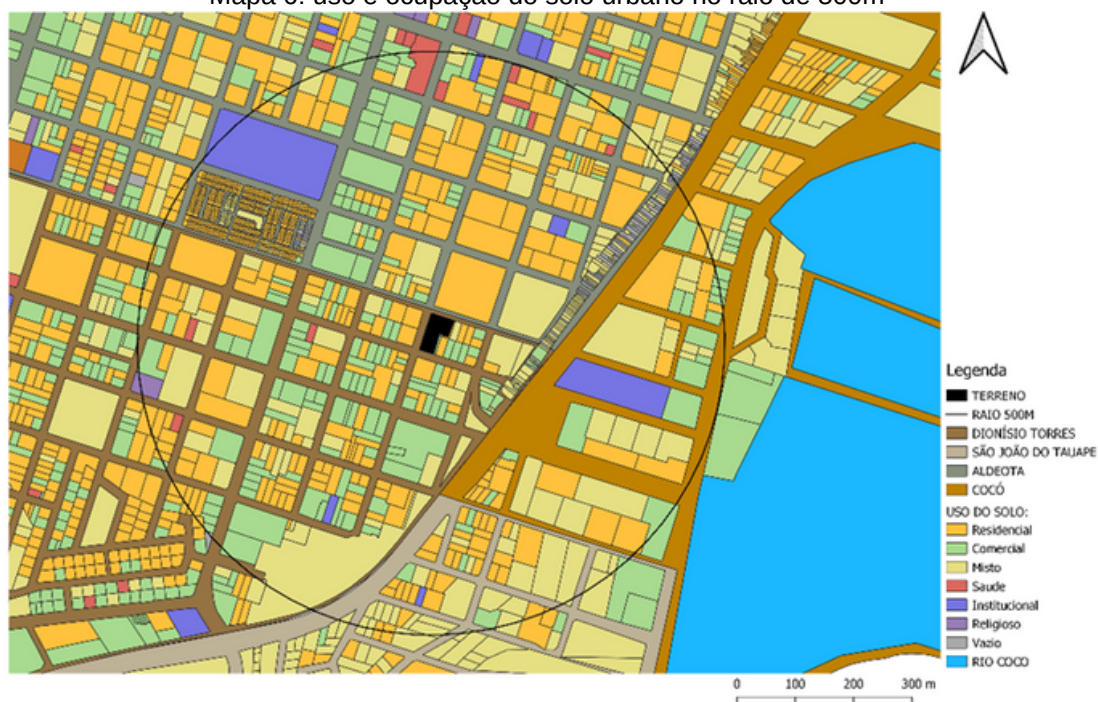 Mapa 6: uso e ocupação do solo urbano no raio de 500m
Legenda
TERRENO
RAIO 500M
DIONÍSIO TORRES
SÃO JOÃO DO TAUAPE
ALDEOTA
COCÓ
USO DO SOLO:
Residencial
Comercial
Misto
Saude
Institucional
Religioso
Vazio
RIO COCO
0 100 200 300 m